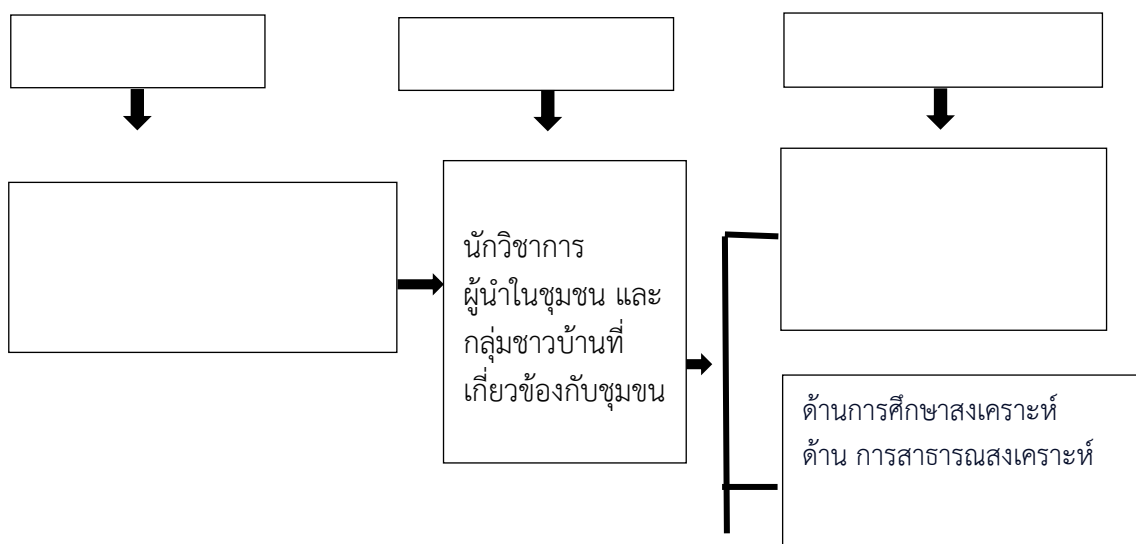 นักวิชาการ
ผู้นำในชุมชน และ
กลุ่มชาวบ้านที่
เกี่ยวข้องกับชุมขน
ด้านการศึกษาสงเคราะห์
ด้าน การสาธารณสงเคราะห์